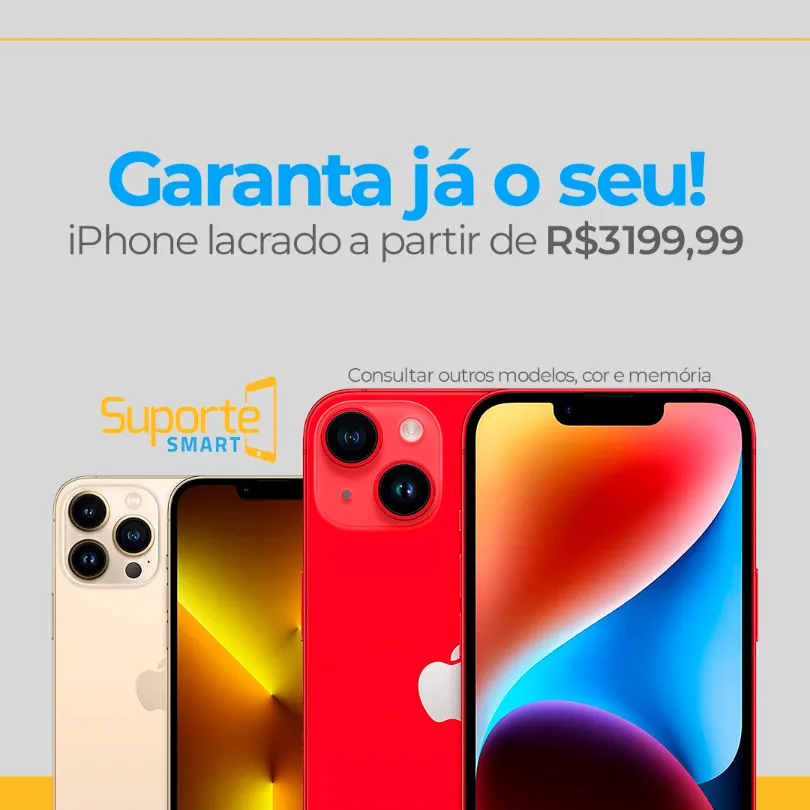 Garanta já o seu!
iPhone lacrado a partir de R$3199,99
Consultar outros modelos, cor e memória
Suporte
SMART